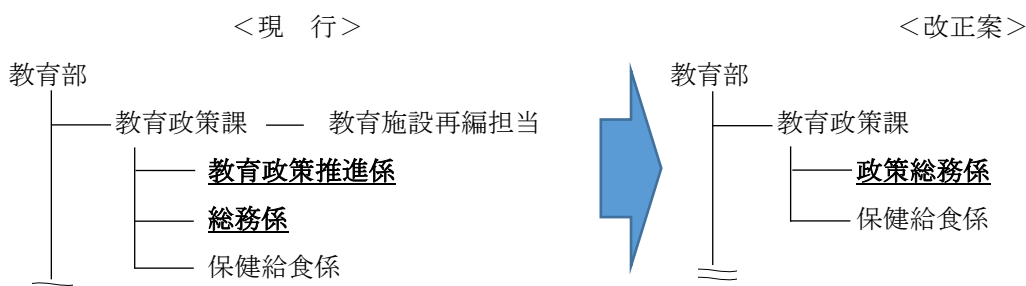 ＜現　行＞
教育部
教育政策課 ― 教育施設再編担当
教育政策推進係
総務係
保健給食係
＜改正案＞
教育部
教育政策課
政策総務係
保健給食係